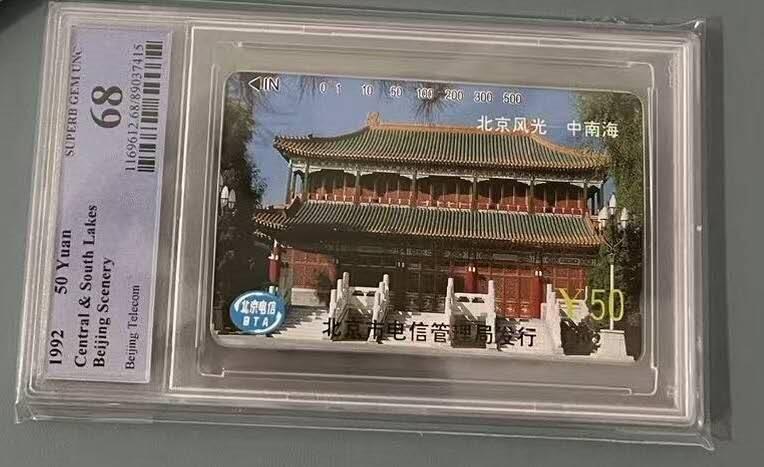 1992 50 Yuan
Central & South Lakes
Beijing Scenery
Beijing Telecom
SUPERB GEM UNC
68
1169612.68/89037415
IN
0 1 10 50 100 200 300 500
北京风光 中南海
北京电信
BTA
¥50
北京市电信管理局发行